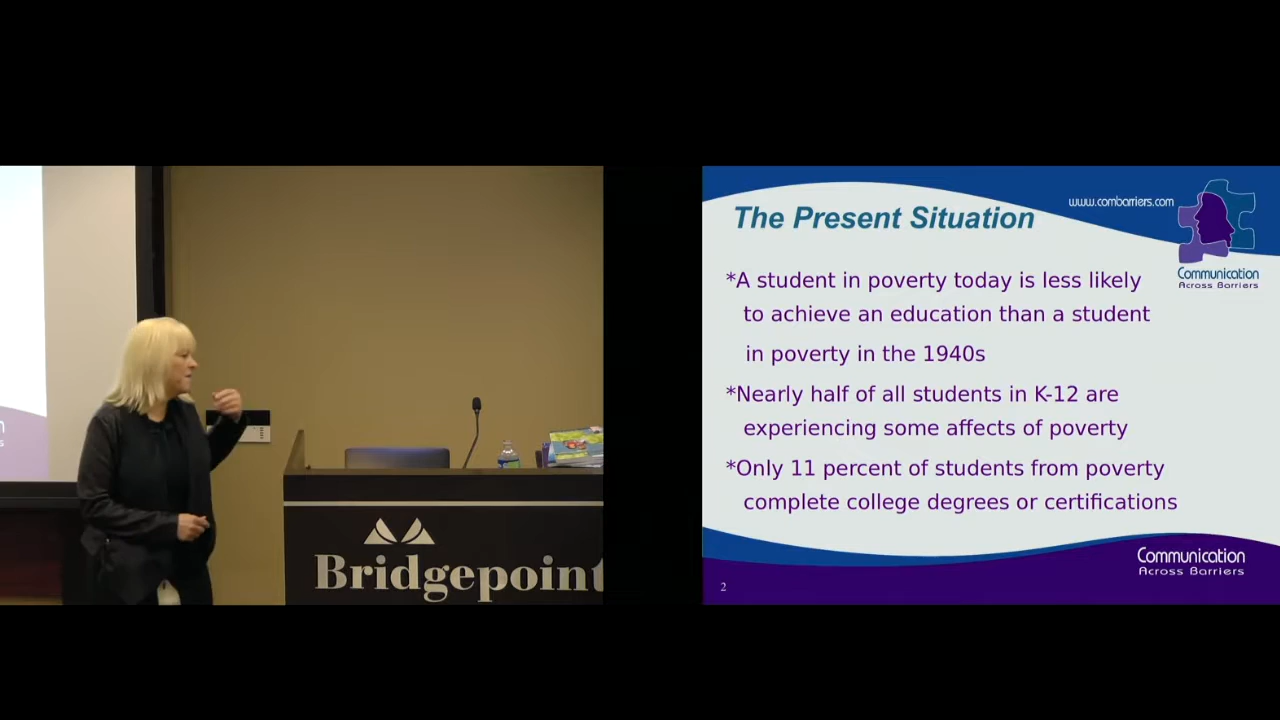 Bridgepoint
The Present Situation
www.combarriers.com
Communication
Across Barriers
*A student in poverty today is less likely
to achieve an education than a student
in poverty in the 1940s
*Nearly half of all students in K-12 are
experiencing some affects of poverty
*Only 11 percent of students from poverty
complete college degrees or certifications
Communication
Across Barriers
2